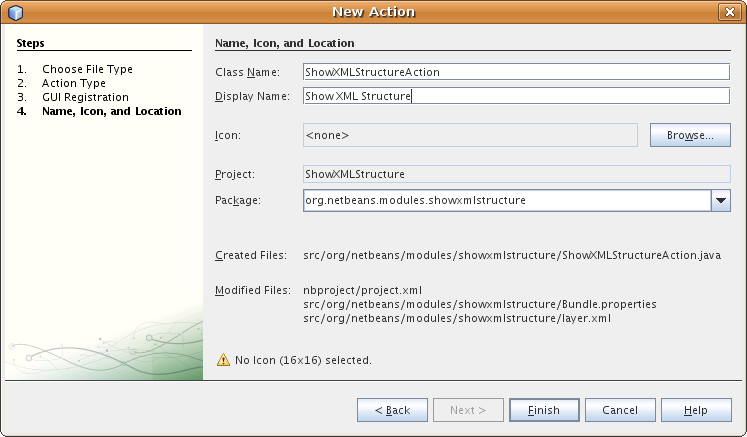 New Action
Steps
1. Choose File Type
2. Action Type
3. GUI Registration
4. Name, Icon, and Location
Name, Icon, and Location
Class Name: ShowXMLStructureAction
Display Name: Show XML Structure
Icon: <none> Browse...
Project: ShowXMLStructure
Package: org.netbeans.modules.showxmlstructure
Created Files: src/org/netbeans/modules/showxmlstructure/ShowXMLStructureAction.java
Modified Files: nbproject/project.xml
src/org/netbeans/modules/showxmlstructure/Bundle.properties
src/org/netbeans/modules/showxmlstructure/layer.xml
No Icon (16x16) selected.
< Back Next > Finish Cancel Help